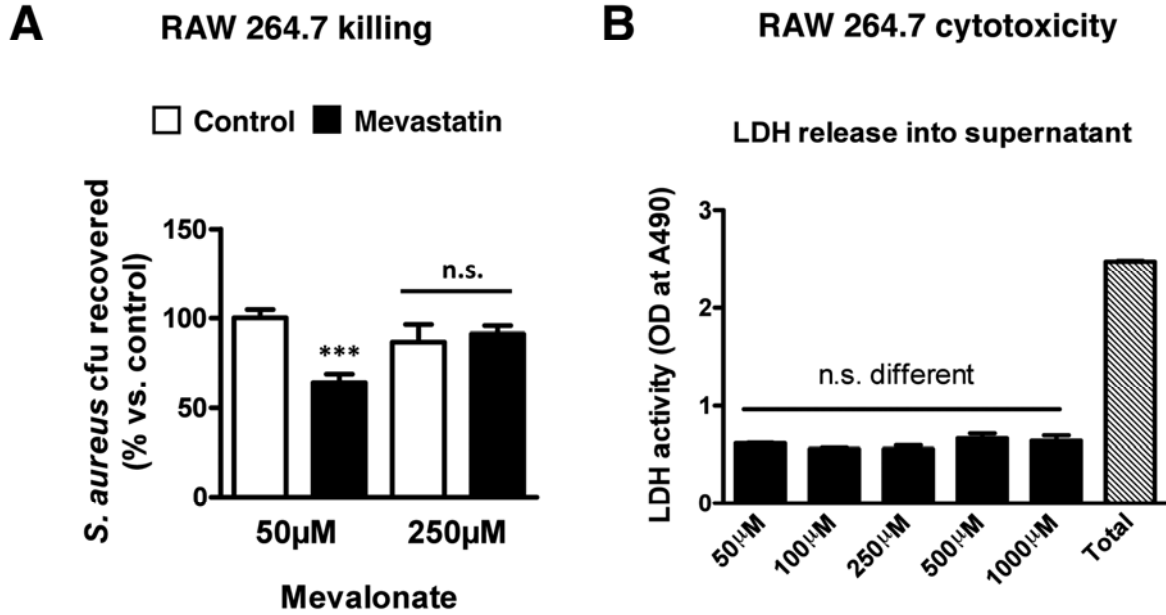 A
RAW 264.7 killing
Control
Mevastatin
S. aureus cfu recovered
(% vs. control)
150
100
50
0
***
n.s.
50µM
250µM
Mevalonate
B
RAW 264.7 cytotoxicity
LDH release into supernatant
LDH activity (OD at A490)
3
2
1
0
n.s. different
50µM
100µM
250µM
500µM
1000µM
Total